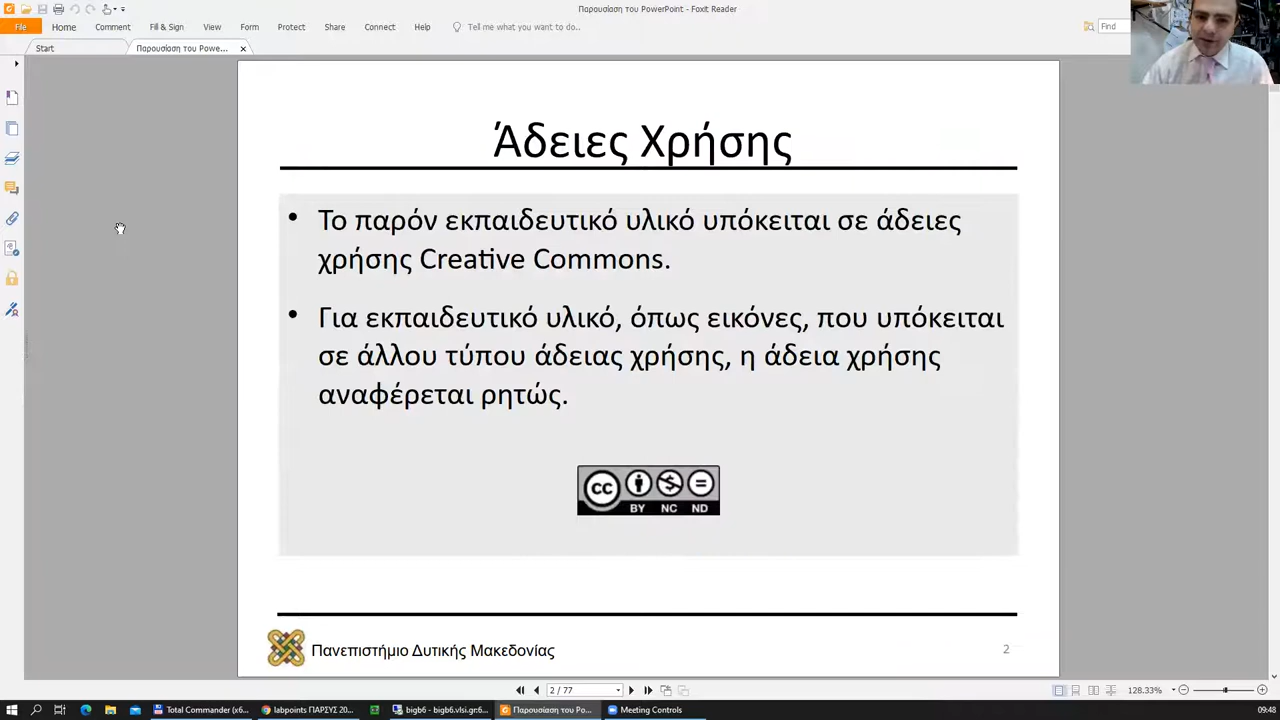 Παρουσίαση του PowerPoint - Foxit Reader
File Home Comment Fill & Sign View Form Protect Share Connect Help Tell me what you want to do... Find
Start Παρουσίαση του Powe...
Άδειες Χρήσης
• Το παρόν εκπαιδευτικό υλικό υπόκειται σε άδειες
χρήσης Creative Commons.
• Για εκπαιδευτικό υλικό, όπως εικόνες, που υπόκειται
σε άλλου τύπου άδειας χρήσης, η άδεια χρήσης
αναφέρεται ρητώς.
cc
BY NC ND
Πανεπιστήμιο Δυτικής Μακεδονίας
2
2 / 77 128.33%
Total Commander (x6... labpoints ΠΑΡΣΥΣ 20... bigb6 - bigb6.vlsi.gr:6... Παρουσίαση του Po... Meeting Controls 09:48